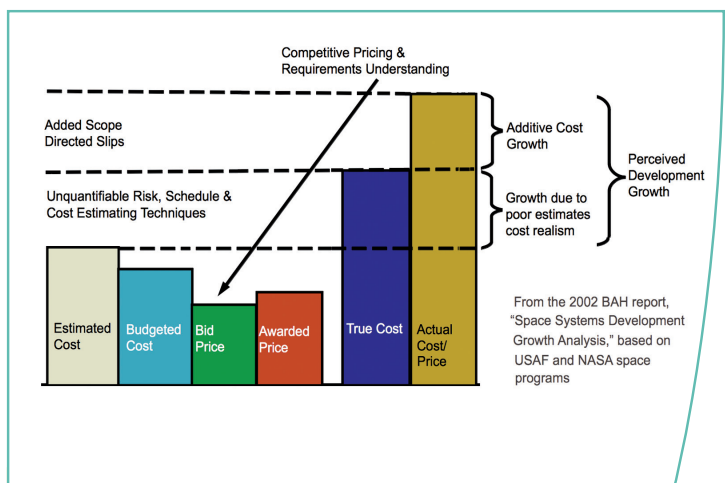 Competitive Pricing &
Requirements Understanding
Added Scope
Directed Slips
Additive Cost
Growth
Perceived
Development
Growth
Unquantifiable Risk, Schedule &
Cost Estimating Techniques
Growth due to
poor estimates
cost realism
Estimated
Cost
Budgeted
Cost
Bid
Price
Awarded
Price
True Cost
Actual
Cost/
Price
From the 2002 BAH report,
“Space Systems Development
Growth Analysis,” based on
USAF and NASA space
programs